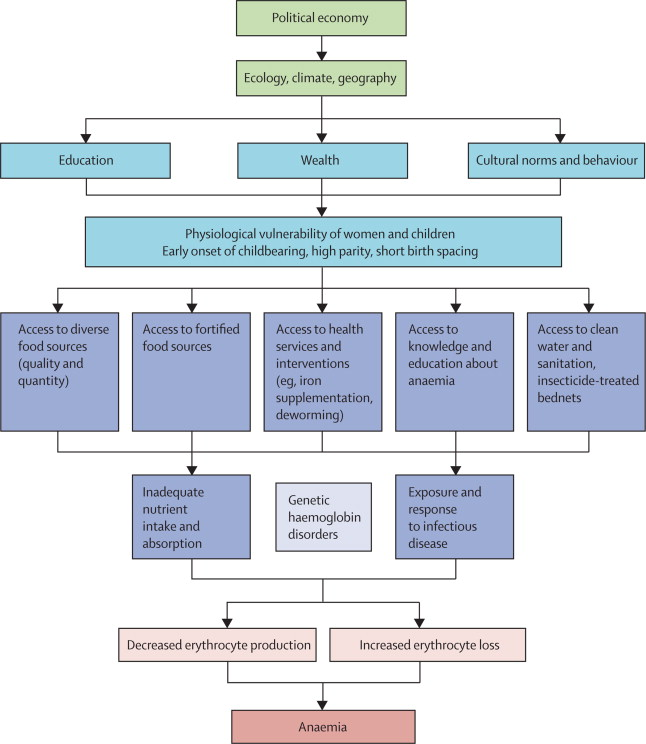 Political economy
Ecology, climate, geography
Education
Wealth
Cultural norms and behaviour
Physiological vulnerability of women and children
Early onset of childbearing, high parity, short birth spacing
Access to diverse
food sources
(quality and
quantity)
Access to fortified
food sources
Access to health
services and
interventions
(eg, iron
supplementation,
deworming)
Access to
knowledge and
education about
anaemia
Access to clean
water and
sanitation,
insecticide-treated
bednets
Inadequate
nutrient
intake and
absorption
Genetic
haemoglobin
disorders
Exposure and
response
to infectious
disease
Decreased erythrocyte production
Increased erythrocyte loss
Anaemia